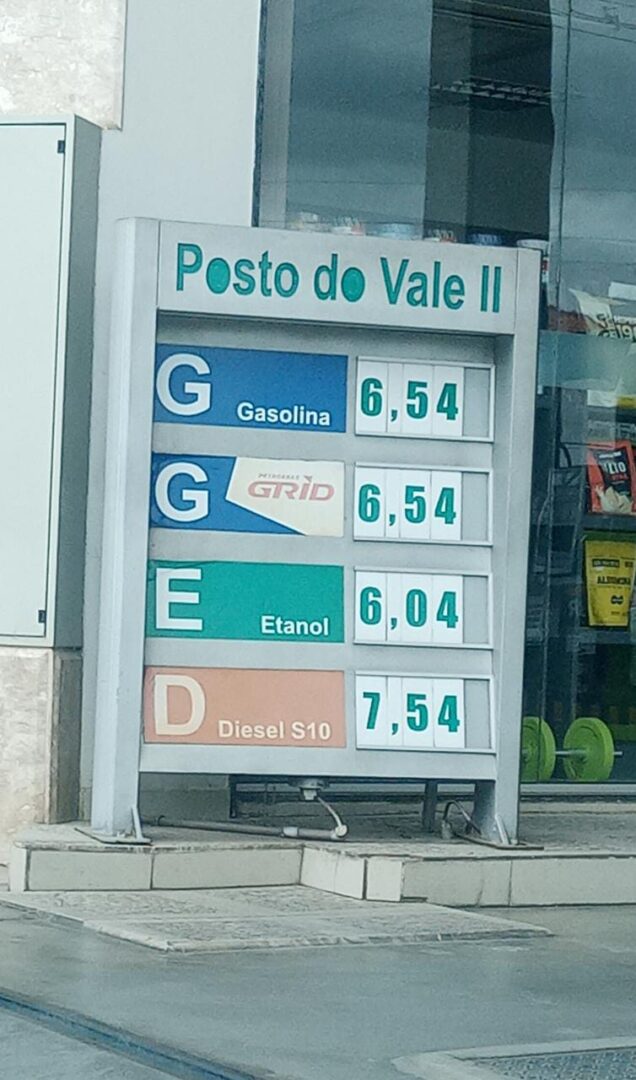 Posto do Vale II
G Gasolina 6,54
G PETROBRAS GRID 6,54
E Etanol 6,04
D Diesel S10 7,54